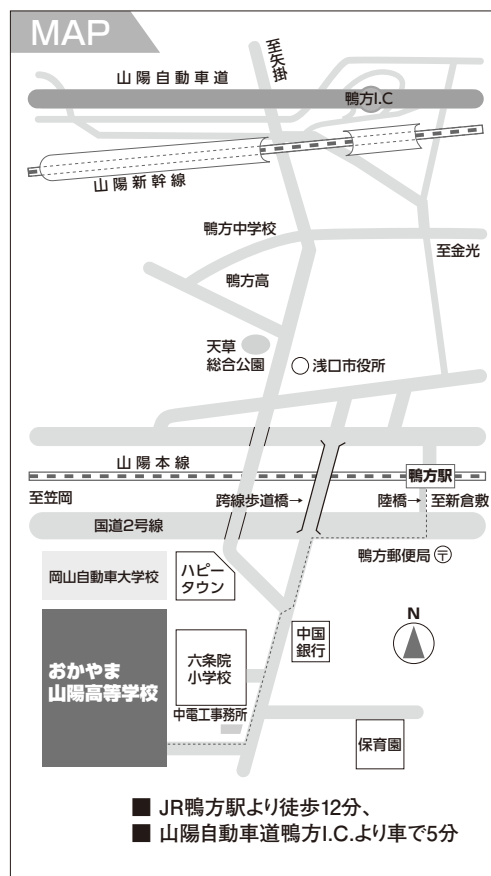 MAP
至矢掛
山陽自動車道
鴨方I.C
山陽新幹線
鴨方中学校
至金光
鴨方高
天草
総合公園
浅口市役所
山陽本線
鴨方駅
至笠岡
跨線歩道橋→
陸橋→
至新倉敷
国道2号線
鴨方郵便局〒
岡山自動車大学校
ハピー
タウン
N
中国
銀行
おかやま
山陽高等学校
六条院
小学校
中電工事務所
保育園
■ JR鴨方駅より徒歩12分、
■ 山陽自動車道鴨方I.C.より車で5分